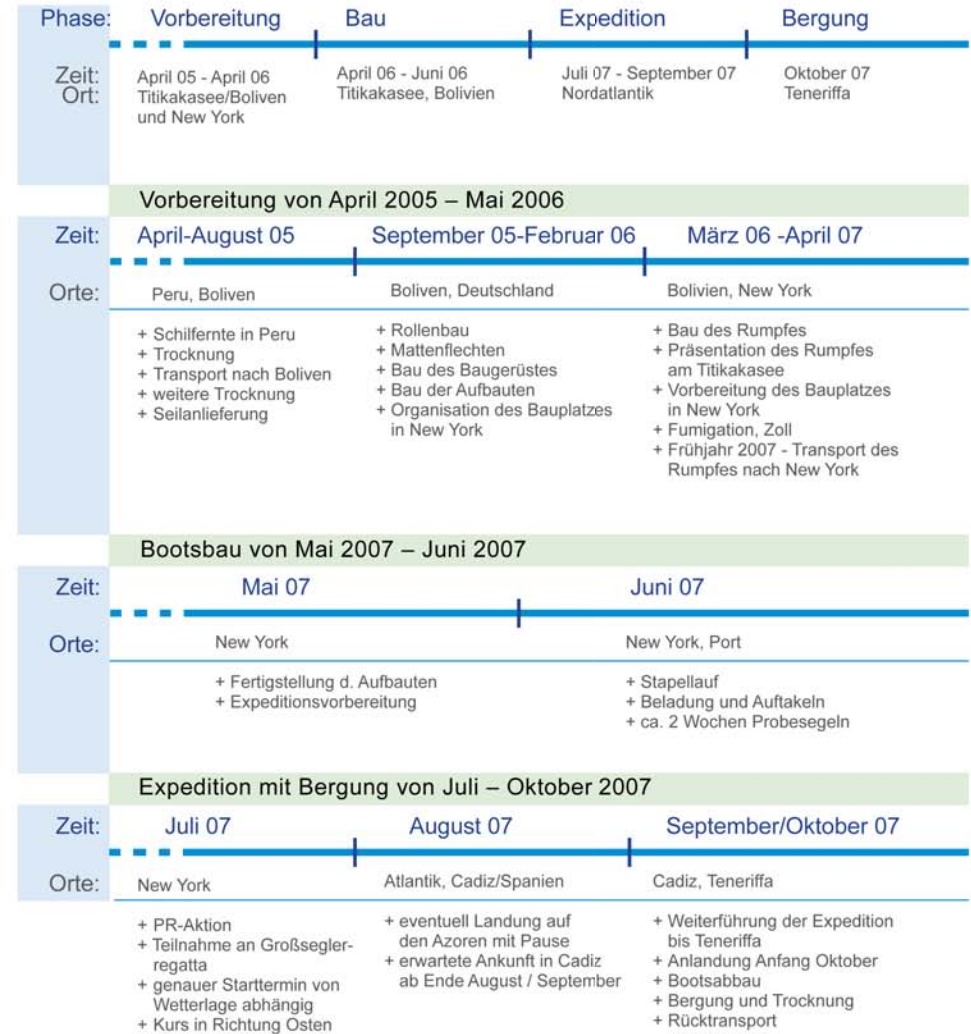 Phase: Vorbereitung Bau Expedition Bergung
Zeit: April 05 - April 06 April 06 - Juni 06 Juli 07 - September 07 Oktober 07
Ort: Titikakasee/Boliven Titikakasee, Bolivien Nordatlantik Teneriffa
und New York
Vorbereitung von April 2005 – Mai 2006
Zeit: April-August 05 September 05-Februar 06 März 06 -April 07
Orte: Peru, Boliven Boliven, Deutschland Bolivien, New York
+ Schilfernte in Peru
+ Trocknung
+ Transport nach Boliven
+ weitere Trocknung
+ Seilanlieferung
+ Rollenbau
+ Mattenflechten
+ Bau des Baugerüstes
+ Bau der Aufbauten
+ Organisation des Bauplatzes
in New York
+ Bau des Rumpfes
+ Präsentation des Rumpfes
am Titikakasee
+ Vorbereitung des Bauplatzes
in New York
+ Fumigation, Zoll
+ Frühjahr 2007 - Transport des
Rumpfes nach New York
Bootsbau von Mai 2007 – Juni 2007
Zeit: Mai 07 Juni 07
Orte: New York New York, Port
+ Fertigstellung d. Aufbauten
+ Expeditionsvorbereitung
+ Stapellauf
+ Beladung und Auftakeln
+ ca. 2 Wochen Probesegeln
Expedition mit Bergung von Juli – Oktober 2007
Zeit: Juli 07 August 07 September/Oktober 07
Orte: New York Atlantik, Cadiz/Spanien Cadiz, Teneriffa
+ PR-Aktion
+ Teilnahme an Großsegler-
regatta
+ genauer Starttermin von
Wetterlage abhängig
+ Kurs in Richtung Osten
+ eventuell Landung auf
den Azoren mit Pause
+ erwartete Ankunft in Cadiz
ab Ende August / September
+ Weiterführung der Expedition
bis Teneriffa
+ Anlandung Anfang Oktober
+ Bootsabbau
+ Bergung und Trocknung
+ Rücktransport